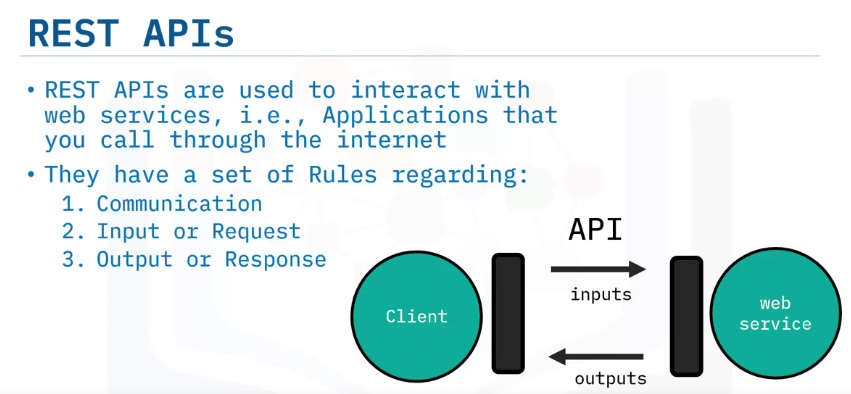 REST APIs
• REST APIs are used to interact with
web services, i.e., Applications that
you call through the internet
• They have a set of Rules regarding:
1. Communication
2. Input or Request
3. Output or Response
API
inputs
Client
web
service
outputs